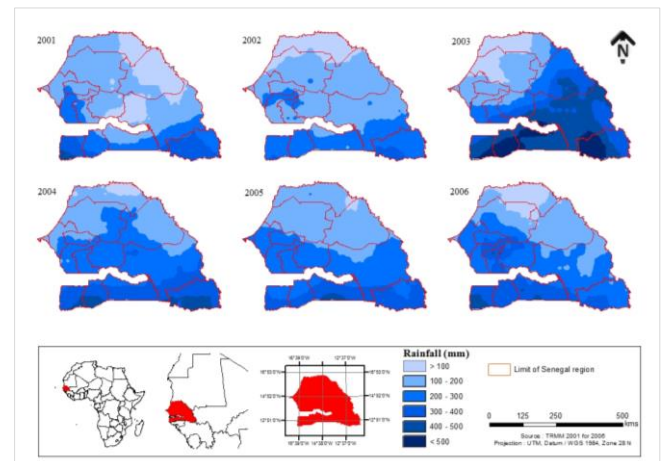 2001
2002
2003
N
2004
2005
2006
Rainfall (mm)
> 100
100 - 200
200 - 300
300 - 400
400 - 500
< 500
Limit of Senegal region
0 125 250 500
kms
Source : TRMM 2001 for 2006
Projection : UTM, Datum / WGS 1984, Zone 28 N